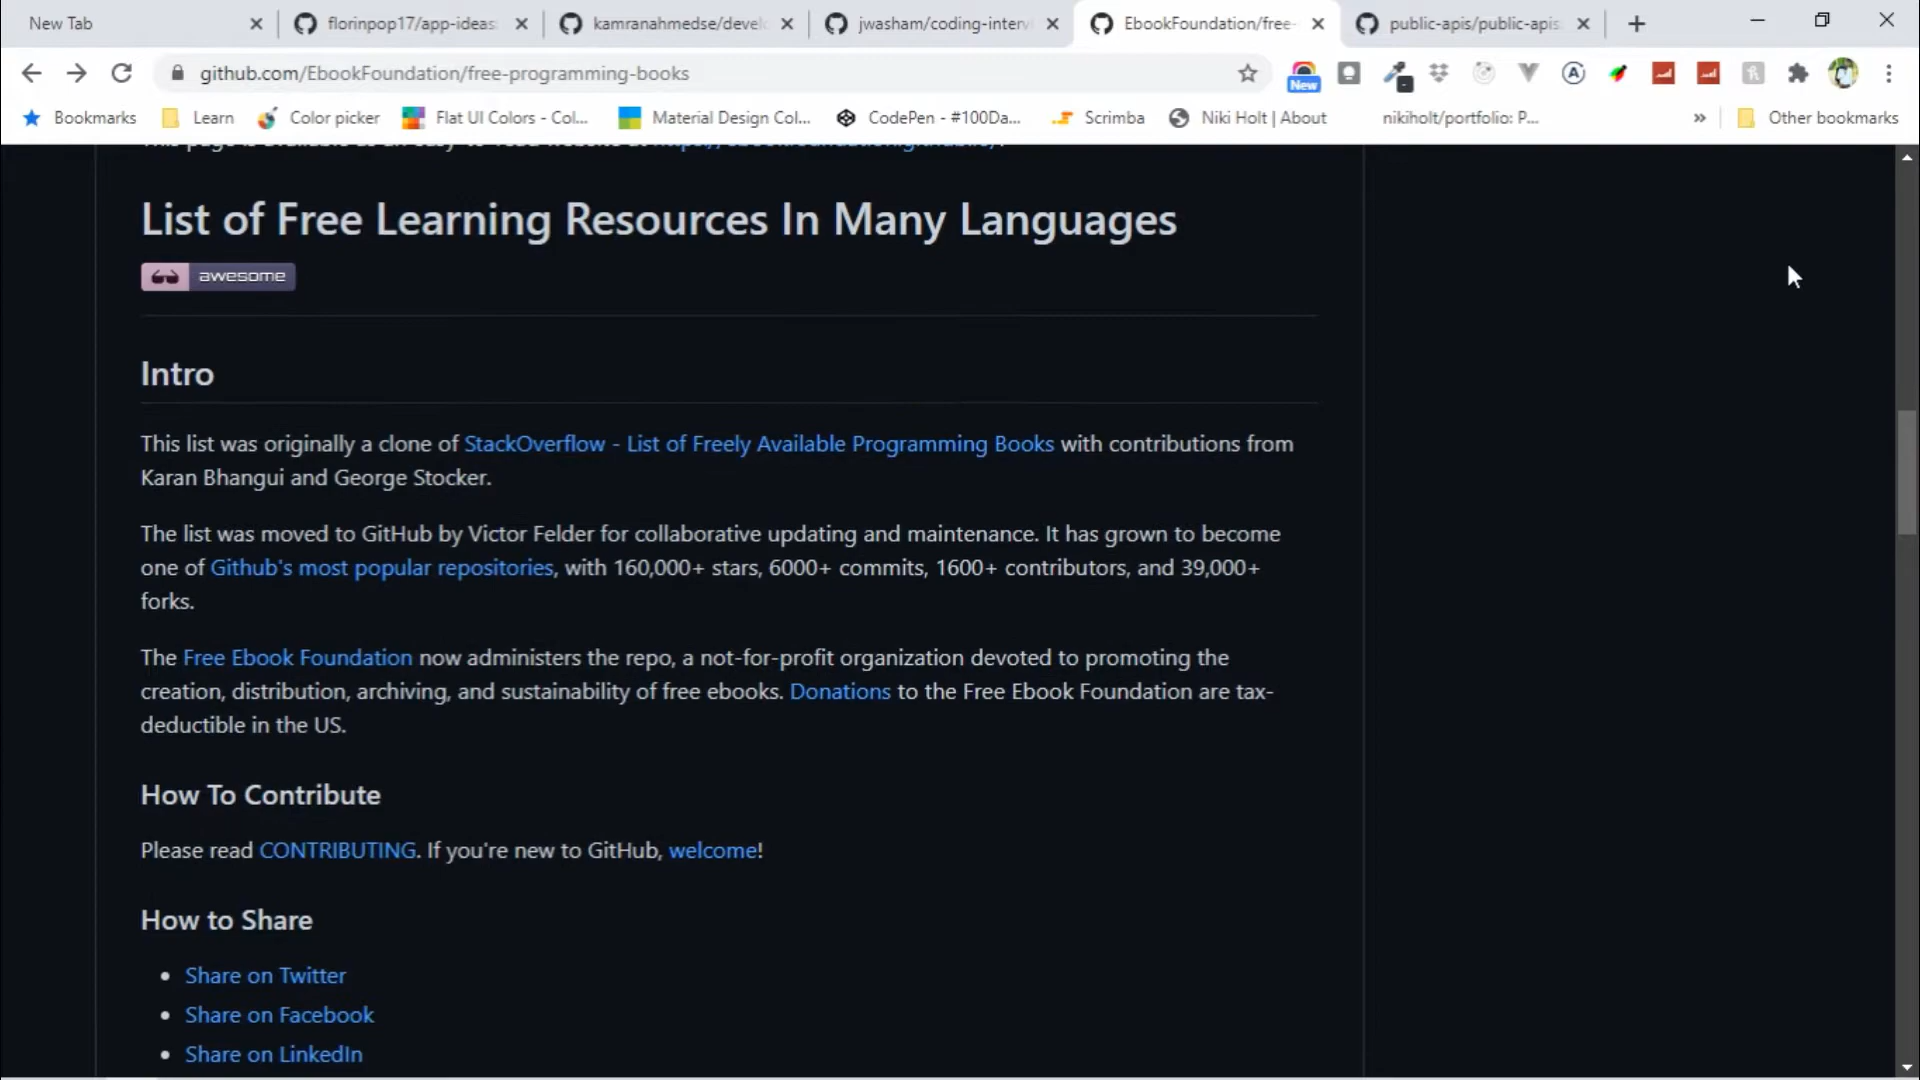 New Tab
florinpop17/app-ideas
kamranahmedse/devel
jwasham/coding-interv
EbookFoundation/free-
public-apis/public-apis
github.com/EbookFoundation/free-programming-books
New
Bookmarks
Learn
Color picker
Flat UI Colors - Col...
Material Design Col...
CodePen - #100Da...
Scrimba
Niki Holt | About
nikiholt/portfolio: P...
»
Other bookmarks
List of Free Learning Resources In Many Languages
awesome
Intro
This list was originally a clone of StackOverflow - List of Freely Available Programming Books with contributions from
Karan Bhangui and George Stocker.
The list was moved to GitHub by Victor Felder for collaborative updating and maintenance. It has grown to become
one of Github's most popular repositories, with 160,000+ stars, 6000+ commits, 1600+ contributors, and 39,000+
forks.
The Free Ebook Foundation now administers the repo, a not-for-profit organization devoted to promoting the
creation, distribution, archiving, and sustainability of free ebooks. Donations to the Free Ebook Foundation are tax-
deductible in the US.
How To Contribute
Please read CONTRIBUTING. If you're new to GitHub, welcome!
How to Share
• Share on Twitter
• Share on Facebook
• Share on LinkedIn